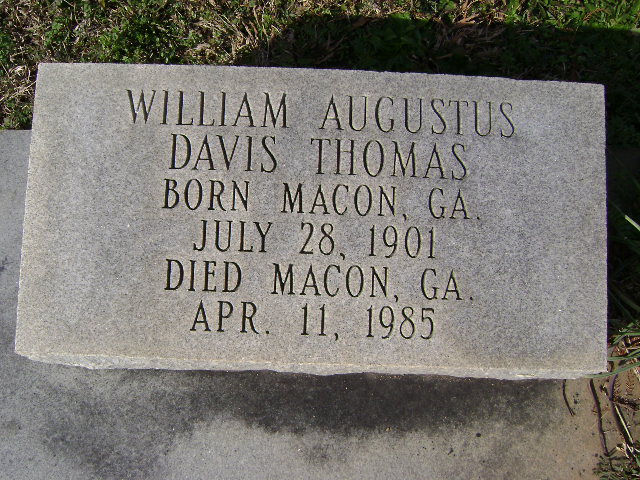 WILLIAM AUGUSTUS
DAVIS THOMAS
BORN MACON, GA.
JULY 28, 1901
DIED MACON, GA.
APR. 11, 1985